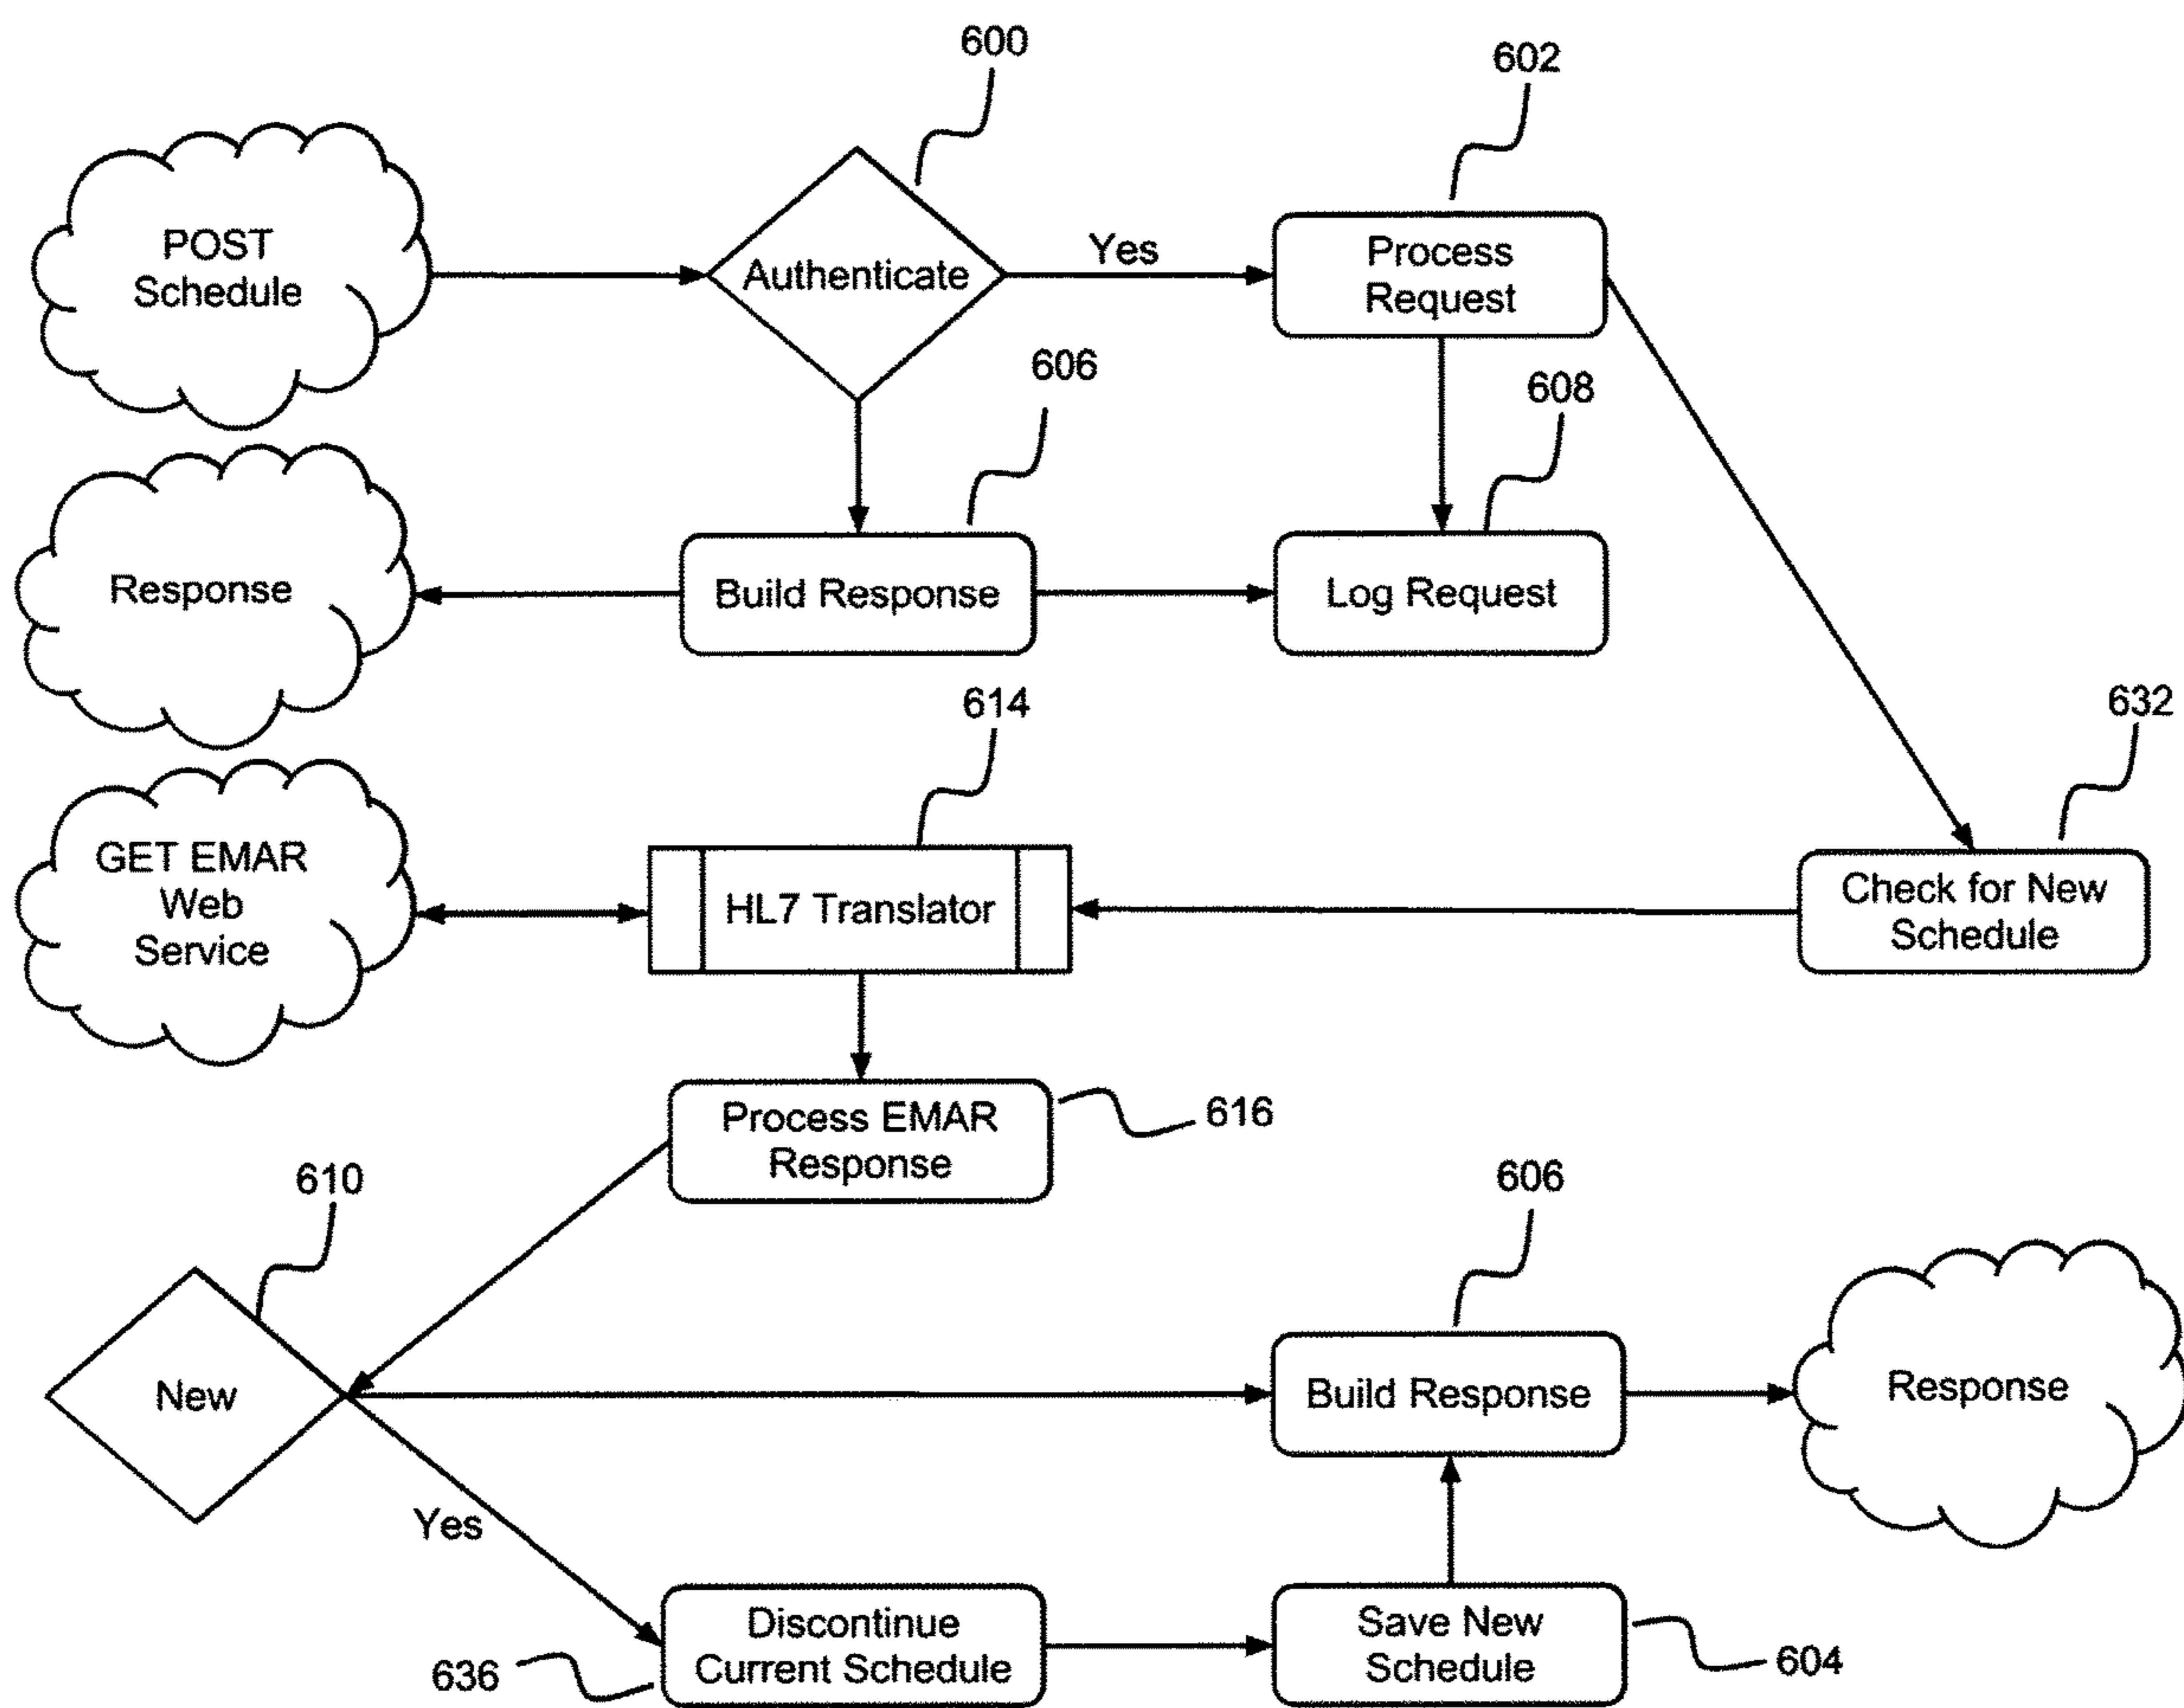 600
602
POST
Schedule
Authenticate
Yes
Process
Request
606
608
Response
Build Response
Log Request
614
632
GET EMAR
Web
Service
HL7 Translator
Check for New
Schedule
Process EMAR
Response
616
610
606
New
Build Response
Response
Yes
Discontinue
Current Schedule
636
Save New
Schedule
604